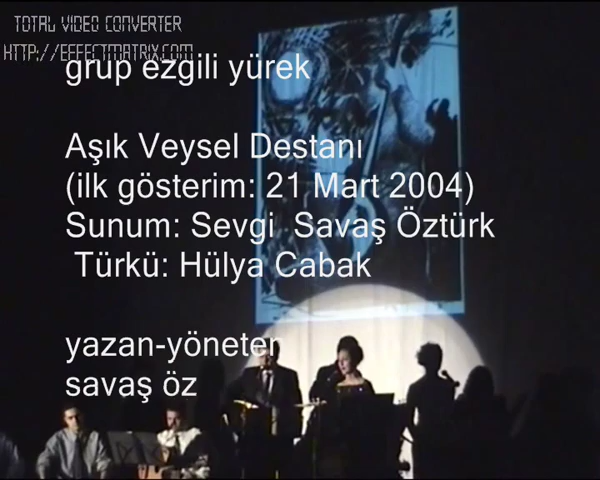 TOTAL VIDEO CONVERTER
HTTP://EFFECTMATRIX.COM
grup ezgili yürek
Aşık Veysel Destanı
(ilk gösterim: 21 Mart 2004)
Sunum: Sevgi Savaş Öztürk
Türkü: Hülya Cabak
yazan-yöneten
savaş öz